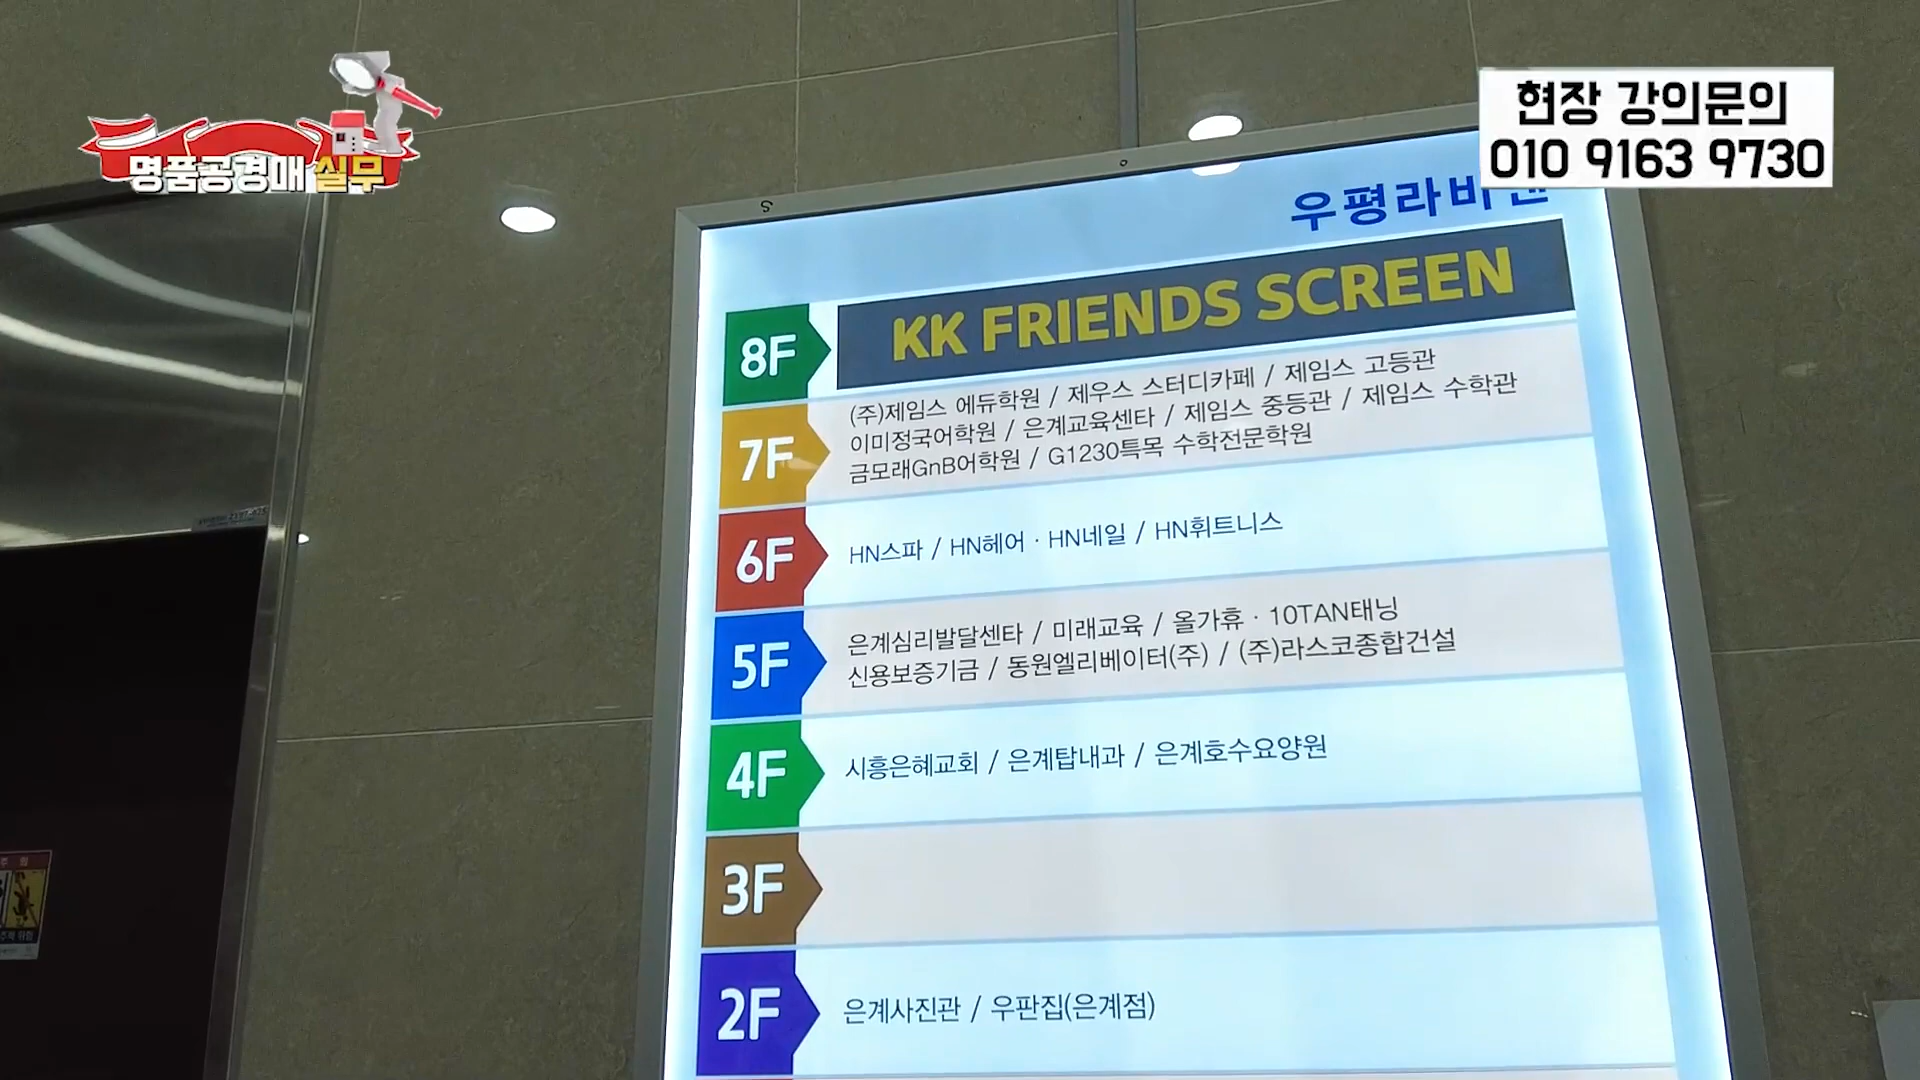 명품공경매 실무
현장 강의문의
010 9163 9730
우평라비
8F
KK FRIENDS SCREEN
7F
(주)제임스 에듀학원 / 제우스 스터디카페 / 제임스 고등관
이미정국어학원 / 은계교육센타 / 제임스 중등관 / 제임스 수학관
금모래GnB어학원 / G1230특목 수학전문학원
6F
HN스파 / HN헤어 · HN네일 / HN휘트니스
5F
은계심리발달센타 / 미래교육 / 올가휴 · 10TAN태닝
신용보증기금 / 동원엘리베이터(주) / (주)라스코종합건설
4F
시흥은혜교회 / 은계탑내과 / 은계호수요양원
3F
2F
은계사진관 / 우판집(은계점)